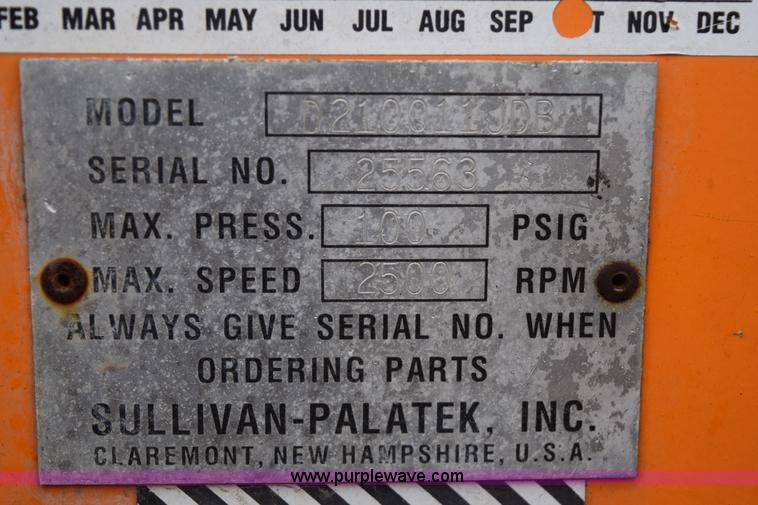 FEB MAR APR MAY JUN JUL AUG SEP T NOV DEC
MODEL D210Q11JDB
SERIAL NO. 25563
MAX. PRESS. 100 PSIG
MAX. SPEED 2500 RPM
ALWAYS GIVE SERIAL NO. WHEN
ORDERING PARTS
SULLIVAN-PALATEK, INC.
CLAREMONT, NEW HAMPSHIRE, U.S.A.
www.purplewave.com